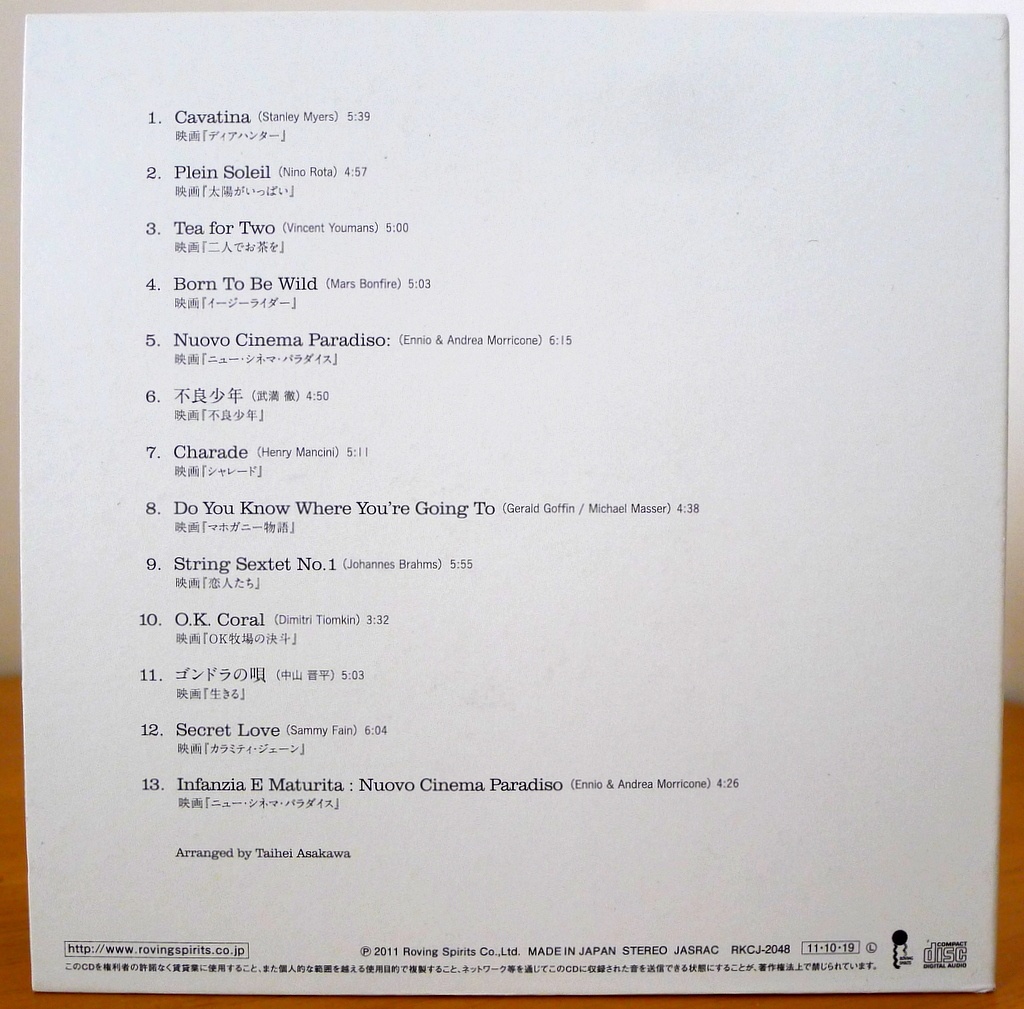 1. Cavatina (Stanley Myers) 5:39
映画『ディアハンター』
2. Plein Soleil (Nino Rota) 4:57
映画『太陽がいっぱい』
3. Tea for Two (Vincent Youmans) 5:00
映画『二人でお茶を』
4. Born To Be Wild (Mars Bonfire) 5:03
映画『イージーライダー』
5. Nuovo Cinema Paradiso: (Ennio & Andrea Morricone) 6:15
映画『ニュー・シネマ・パラダイス』
6. 不良少年 (武満 徹) 4:50
映画『不良少年』
7. Charade (Henry Mancini) 5:11
映画『シャレード』
8. Do You Know Where You're Going To (Gerald Goffin / Michael Masser) 4:38
映画『マホガニー物語』
9. String Sextet No.1 (Johannes Brahms) 5:55
映画『恋人たち』
10. O.K. Coral (Dimitri Tiomkin) 3:32
映画『OK牧場の決斗』
11. ゴンドラの唄 (中山 晋平) 5:03
映画『生きる』
12. Secret Love (Sammy Fain) 6:04
映画『カラミティ・ジェーン』
13. Infanzia E Maturita : Nuovo Cinema Paradiso (Ennio & Andrea Morricone) 4:26
映画『ニュー・シネマ・パラダイス』
Arranged by Taihei Asakawa
http://www.rovingspirits.co.jp
Ⓟ 2011 Roving Spirits Co.,Ltd. MADE IN JAPAN STEREO JASRAC RKCJ-2048 11・10・19 Ⓛ
COMPACT
disc
DIGITAL AUDIO
このCDを権利者の許諾なく賃貸業に使用すること、また個人的な範囲を越える使用目的で複製すること、ネットワーク等を通じてこのCDに収録された音を送信できる状態にすることが、著作権法上で禁じられています。